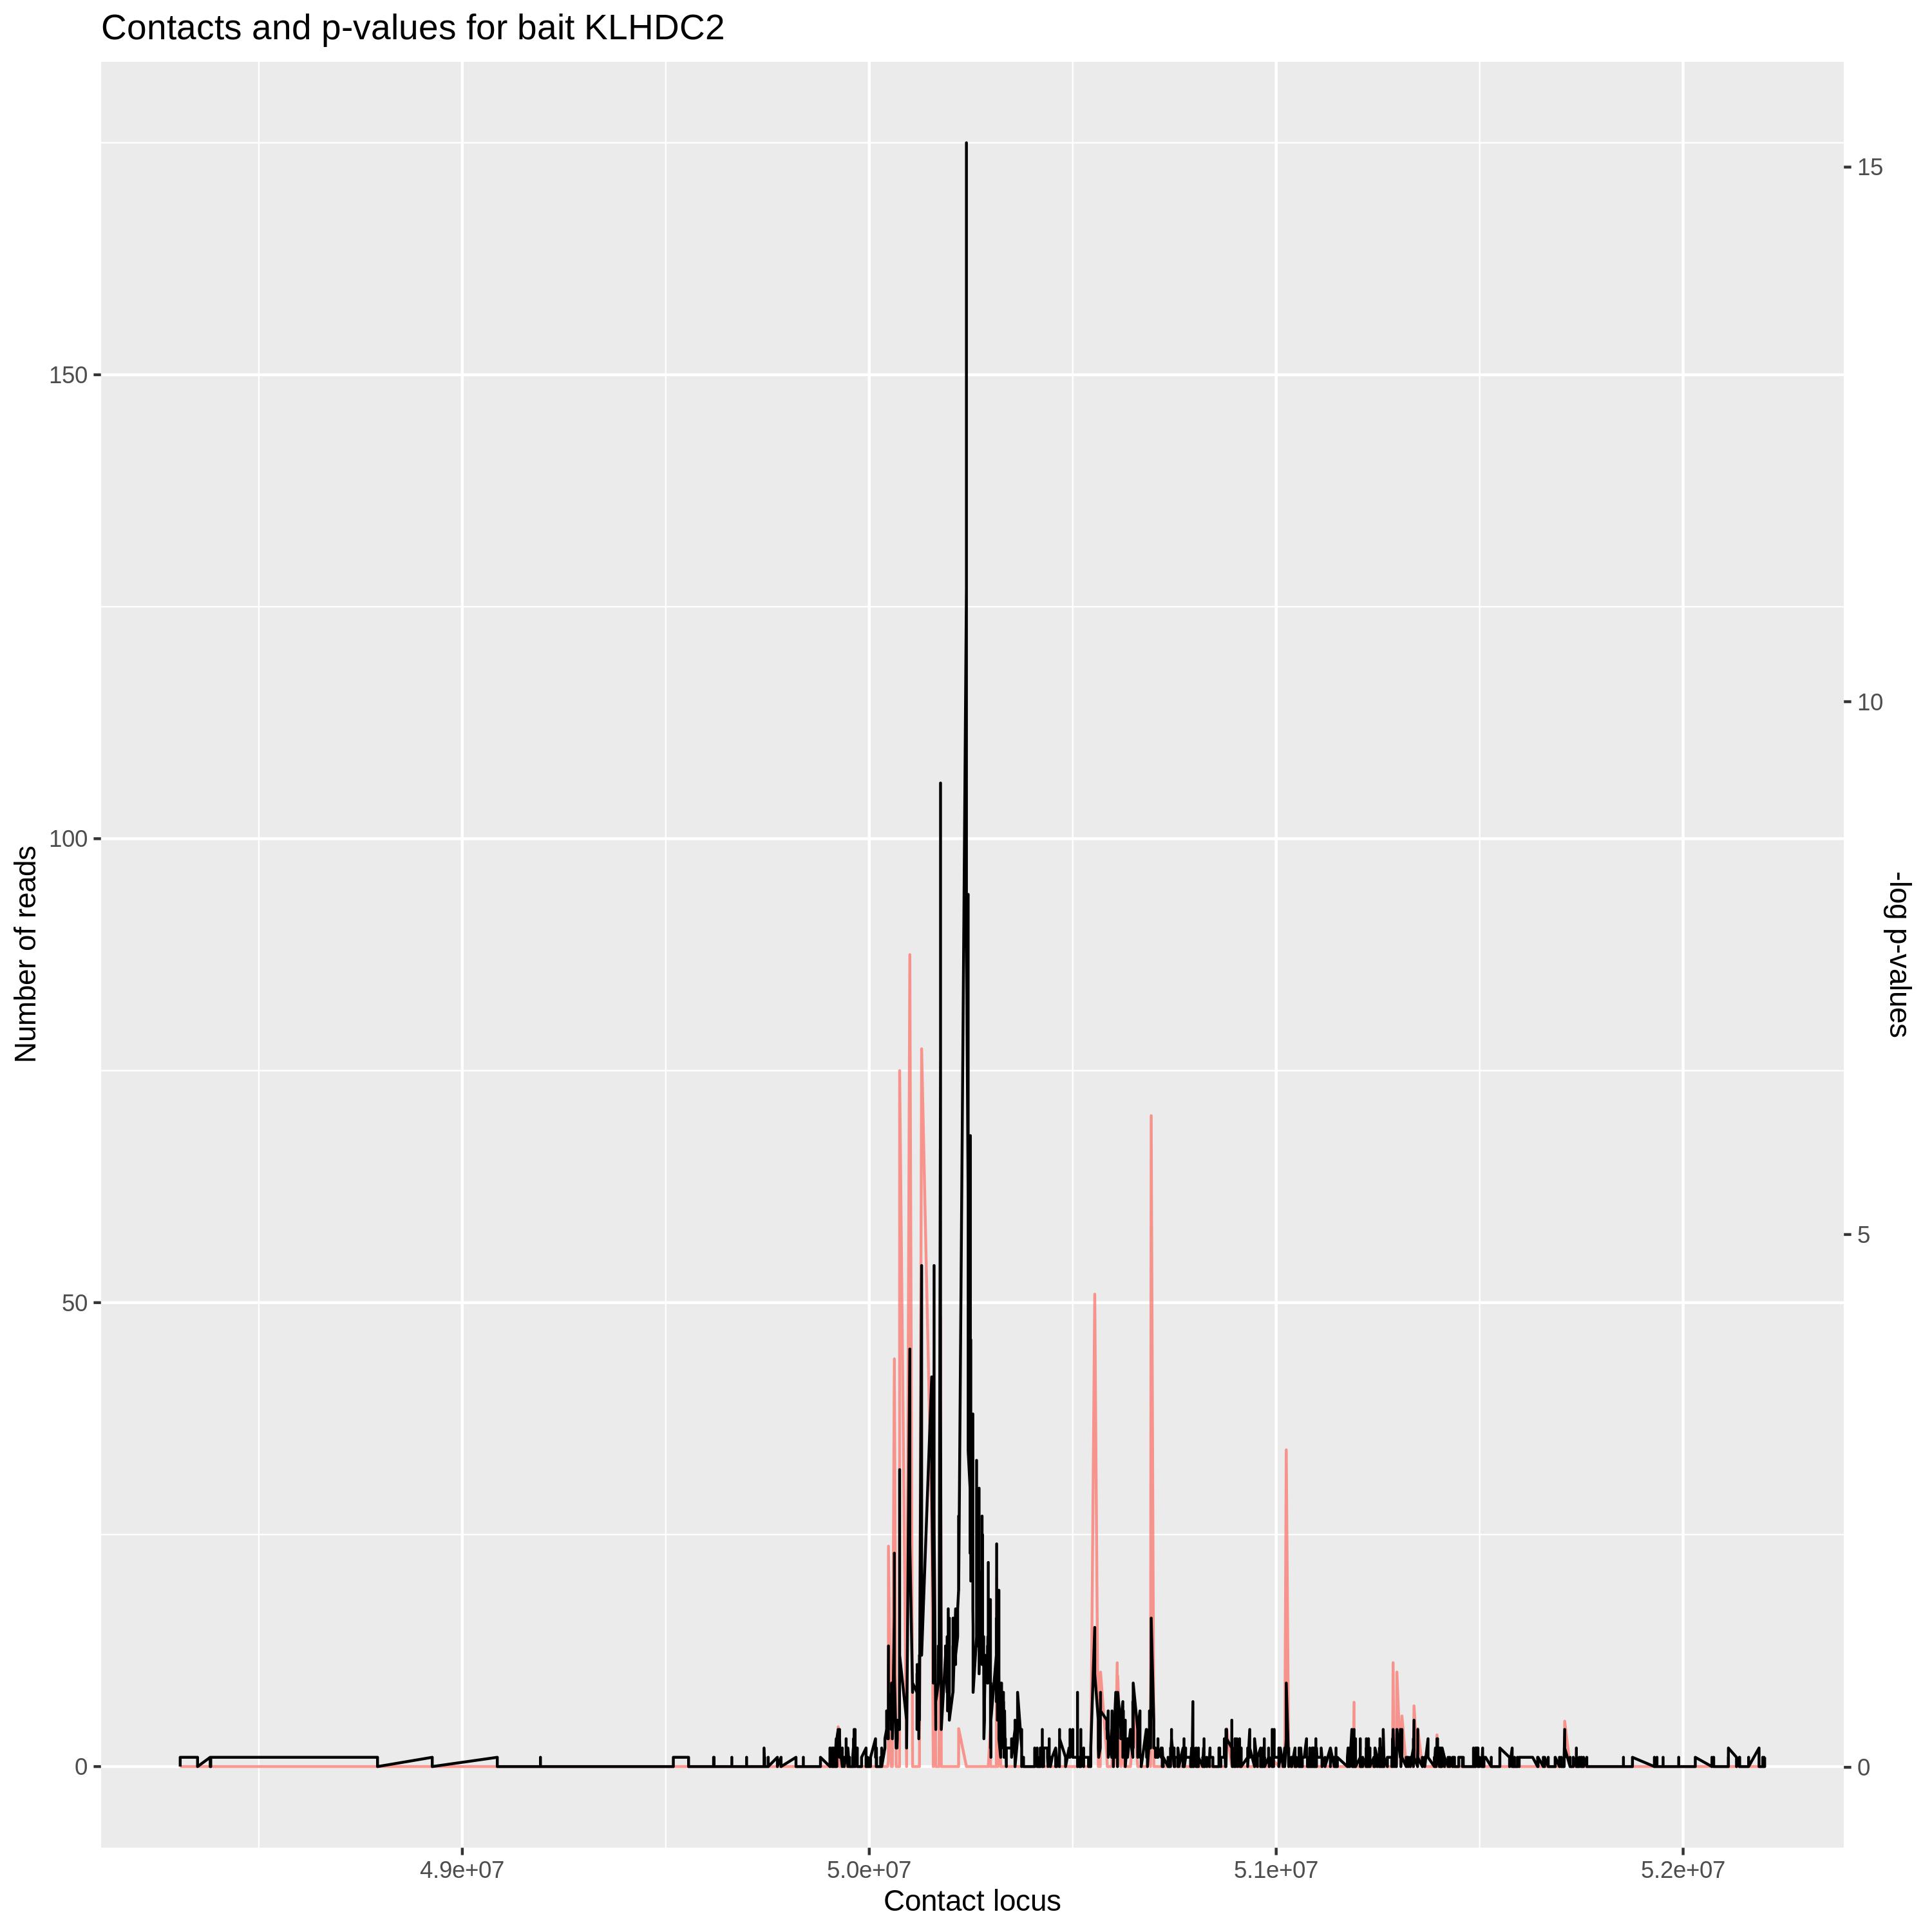 Contacts and p-values for bait KLHDC2
150
100
50
0
15
10
5
0
Number of reads
-log p-values
4.9e+07
5.0e+07
5.1e+07
5.2e+07
Contact locus